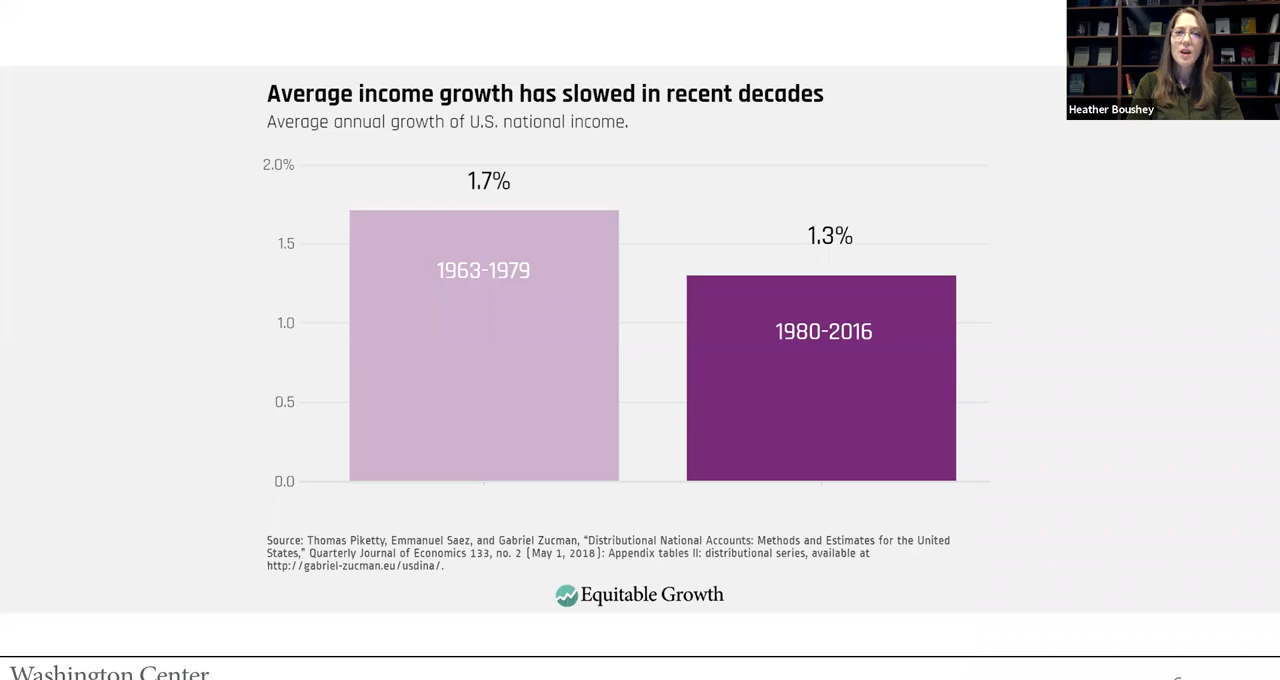 Heather Boushey
Average income growth has slowed in recent decades
Average annual growth of U.S. national income.
2.0%
1.7%
1.5
1.3%
1963-1979
1.0
1980-2016
0.5
0.0
Source: Thomas Piketty, Emmanuel Saez, and Gabriel Zucman, “Distributional National Accounts: Methods and Estimates for the United
States,” Quarterly Journal of Economics 133, no. 2 (May 1, 2018): Appendix tables II: distributional series, available at
http://gabriel-zucman.eu/usdina/.
Equitable Growth
Washington Center